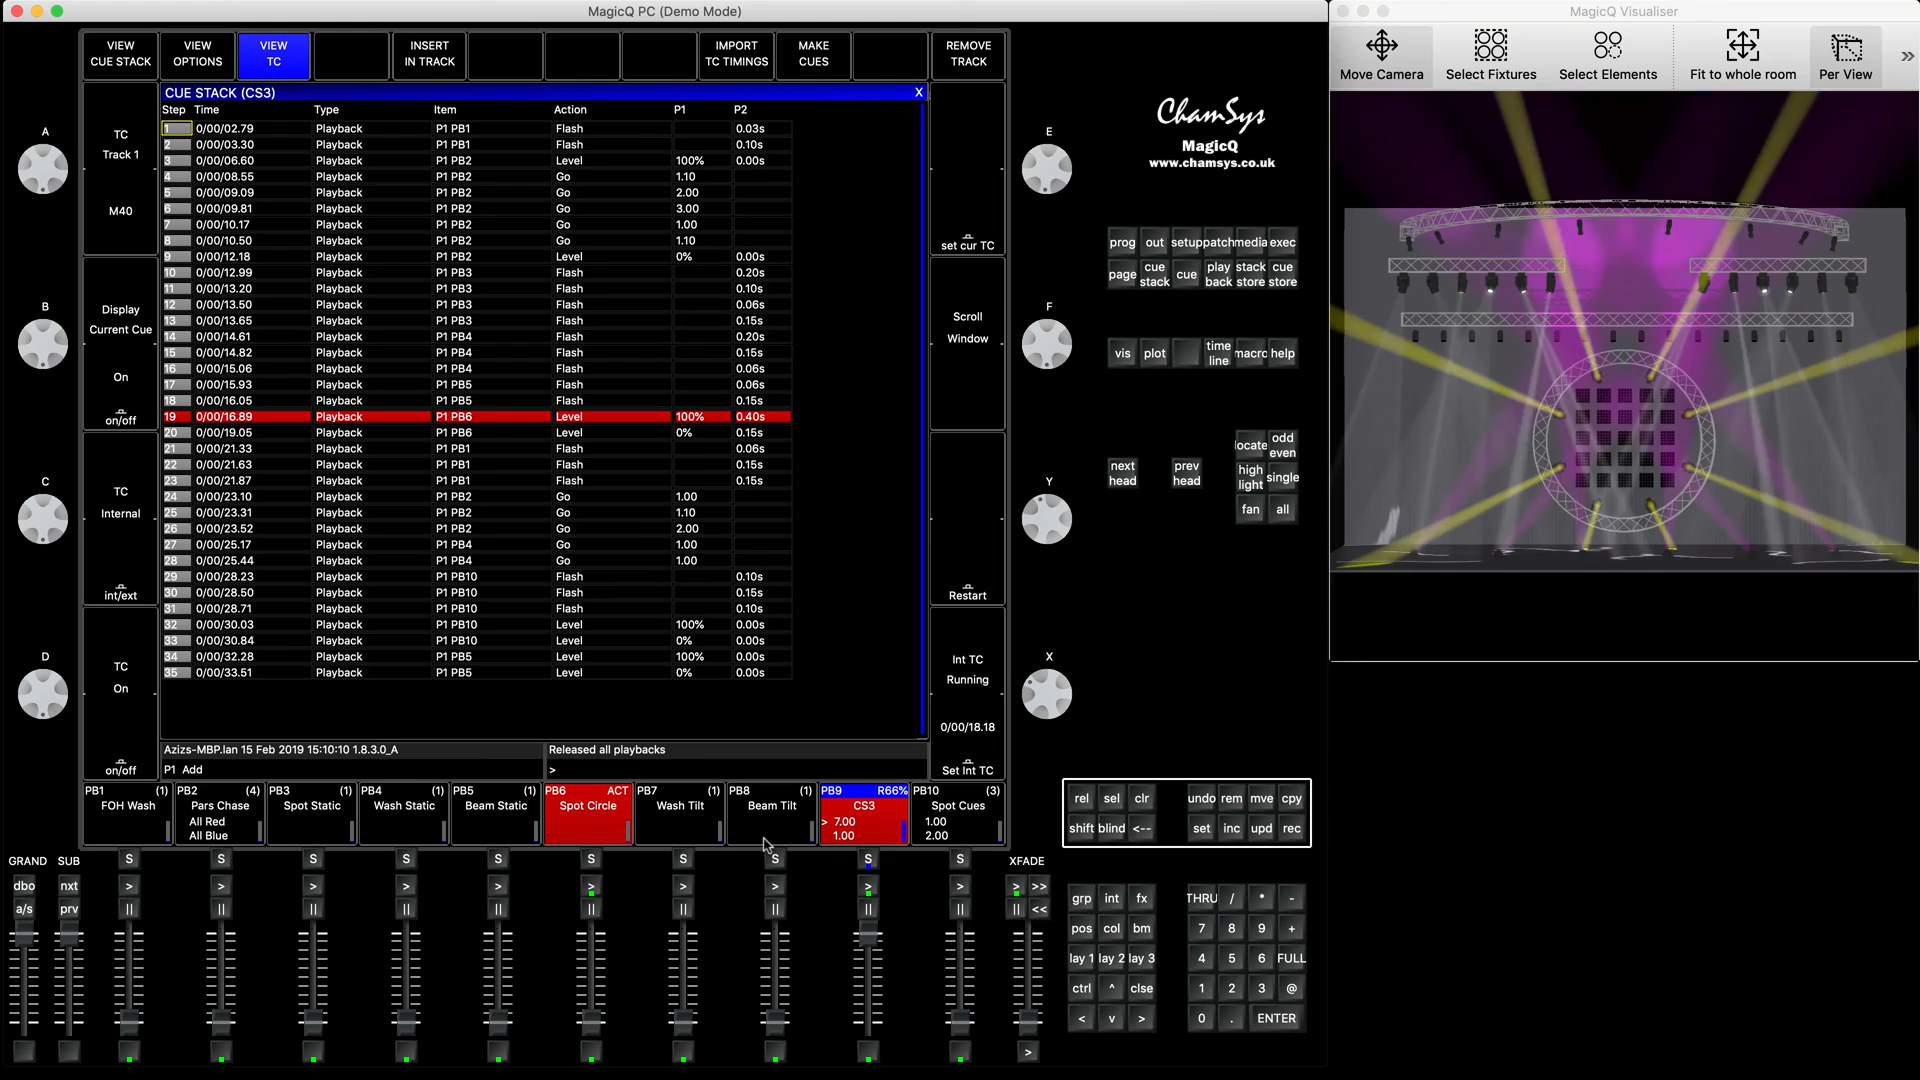 MagicQ PC (Demo Mode)
MagicQ Visualiser
VIEW CUE STACK
VIEW OPTIONS
VIEW TC
INSERT IN TRACK
IMPORT TC TIMINGS
MAKE CUES
REMOVE TRACK
Move Camera
Select Fixtures
Select Elements
Fit to whole room
Per View
»
CUE STACK (CS3) X
Step Time Type Item Action P1 P2
1 0/00/02.79 Playback P1 PB1 Flash 0.03s
2 0/00/03.30 Playback P1 PB1 Flash 0.10s
3 0/00/06.60 Playback P1 PB2 Level 100% 0.00s
4 0/00/08.55 Playback P1 PB2 Go 1.10
5 0/00/09.09 Playback P1 PB2 Go 2.00
6 0/00/09.81 Playback P1 PB2 Go 3.00
7 0/00/10.17 Playback P1 PB2 Go 1.00
8 0/00/10.50 Playback P1 PB2 Go 1.10
9 0/00/12.18 Playback P1 PB2 Level 0% 0.00s
10 0/00/12.99 Playback P1 PB3 Flash 0.20s
11 0/00/13.20 Playback P1 PB3 Flash 0.10s
12 0/00/13.50 Playback P1 PB3 Flash 0.06s
13 0/00/13.65 Playback P1 PB3 Flash 0.15s
14 0/00/14.61 Playback P1 PB4 Flash 0.20s
15 0/00/14.82 Playback P1 PB4 Flash 0.15s
16 0/00/15.06 Playback P1 PB4 Flash 0.06s
17 0/00/15.93 Playback P1 PB5 Flash 0.06s
18 0/00/16.05 Playback P1 PB5 Flash 0.15s
19 0/00/16.89 Playback P1 PB6 Level 100% 0.40s
20 0/00/19.05 Playback P1 PB6 Level 0% 0.15s
21 0/00/21.33 Playback P1 PB1 Flash 0.06s
22 0/00/21.63 Playback P1 PB1 Flash 0.15s
23 0/00/21.87 Playback P1 PB1 Flash 0.15s
24 0/00/23.10 Playback P1 PB2 Go 1.00
25 0/00/23.31 Playback P1 PB2 Go 1.10
26 0/00/23.52 Playback P1 PB2 Go 2.00
27 0/00/25.17 Playback P1 PB4 Go 1.00
28 0/00/25.44 Playback P1 PB4 Go 1.00
29 0/00/28.23 Playback P1 PB10 Flash 0.10s
30 0/00/28.50 Playback P1 PB10 Flash 0.15s
31 0/00/28.71 Playback P1 PB10 Flash 0.10s
32 0/00/30.03 Playback P1 PB10 Level 100% 0.00s
33 0/00/30.84 Playback P1 PB10 Level 0% 0.00s
34 0/00/32.28 Playback P1 PB5 Level 100% 0.00s
35 0/00/33.51 Playback P1 PB5 Level 0% 0.00s
A
TC
Track 1
M40
B
Display
Current Cue
On
on/off
C
TC
Internal
int/ext
D
TC
On
on/off
set cur TC
Scroll
Window
Restart
Int TC
Running
0/00/18.18
Set Int TC
E
F
Y
X
ChamSys
MagicQ
www.chamsys.co.uk
prog out setup patch media exec
page cue stack cue play back stack store cue store
vis plot time line macro help
next head prev head
locate odd even
high light single
fan all
Azizs-MBP.lan 15 Feb 2019 15:10:10 1.8.3.0_A
Released all playbacks
P1 Add
>
PB1 (1) FOH Wash
PB2 (4) Pars Chase
All Red
All Blue
PB3 (1) Spot Static
PB4 (1) Wash Static
PB5 (1) Beam Static
PB6 ACT Spot Circle
PB7 (1) Wash Tilt
PB8 (1) Beam Tilt
PB9 R66% CS3
> 7.00
1.00
PB10 (3) Spot Cues
1.00
2.00
GRAND SUB S S S S S S S S S S XFADE
dbo nxt > > > > > > > > > > > >>
a/s prv || || || || || || || || || || || <<
>
rel sel clr undo rem mve cpy
shift blind <-- set inc upd rec
grp int fx THRU / * -
pos col bm 7 8 9 +
lay 1 lay 2 lay 3 4 5 6 FULL
ctrl ^ clse 1 2 3 @
< v > 0 . ENTER